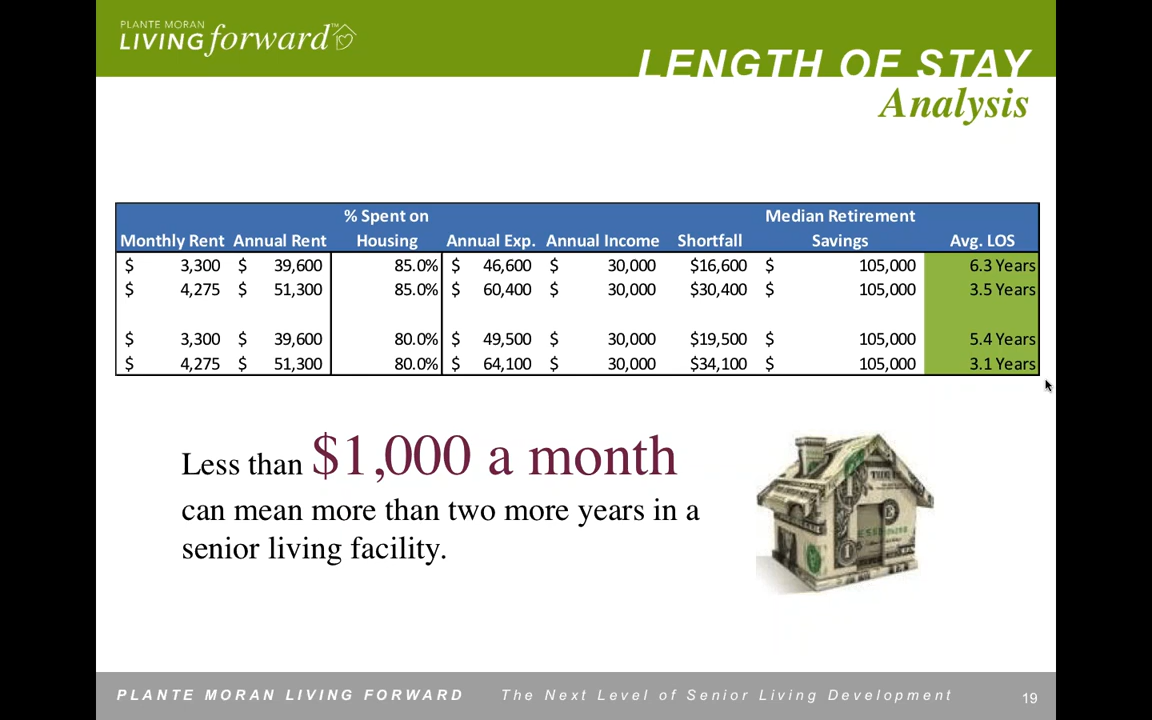 PLANTE MORAN
LIVING forward™
LENGTH OF STAY
Analysis
% Spent on Median Retirement
Monthly Rent Annual Rent Housing Annual Exp. Annual Income Shortfall Savings Avg. LOS
$ 3,300 $ 39,600 85.0% $ 46,600 $ 30,000 $16,600 $ 105,000 6.3 Years
$ 4,275 $ 51,300 85.0% $ 60,400 $ 30,000 $30,400 $ 105,000 3.5 Years
$ 3,300 $ 39,600 80.0% $ 49,500 $ 30,000 $19,500 $ 105,000 5.4 Years
$ 4,275 $ 51,300 80.0% $ 64,100 $ 30,000 $34,100 $ 105,000 3.1 Years
Less than $1,000 a month
can mean more than two more years in a
senior living facility.
PLANTE MORAN LIVING FORWARD The Next Level of Senior Living Development 19